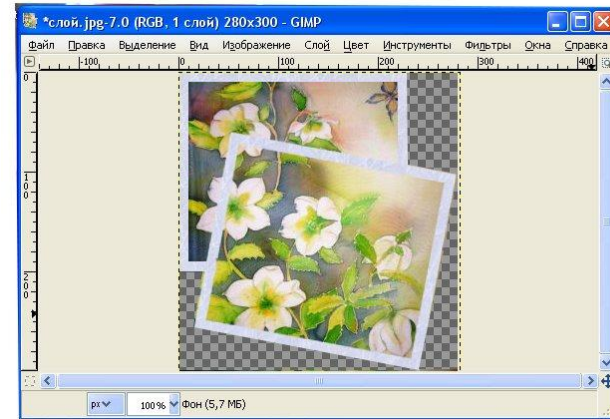 *слой.jpg-7.0 (RGB, 1 слой) 280x300 - GIMP
Файл Правка Выделение Вид Изображение Слой Цвет Инструменты Фильтры Окна Справка
-100 0 100 200 300 400
0
100
200
px 100% Фон (5,7 МБ)